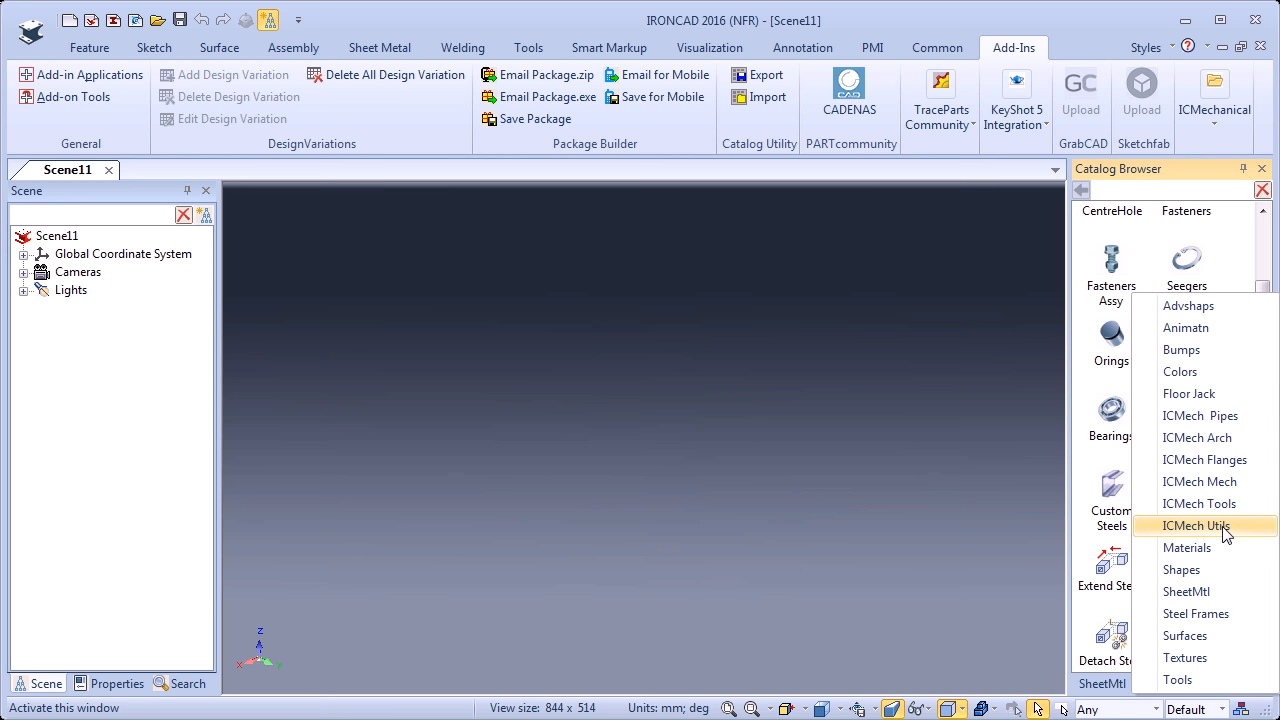 IRONCAD 2016 (NFR) - [Scene11]
Feature Sketch Surface Assembly Sheet Metal Welding Tools Smart Markup Visualization Annotation PMI Common Add-Ins Styles
Add-in Applications Add Design Variation Delete All Design Variation Email Package.zip Email for Mobile Export
Add-on Tools Delete Design Variation Email Package.exe Save for Mobile Import
Edit Design Variation Save Package
CADENAS TraceParts Community KeyShot 5 Integration GC Upload Upload ICMechanical
General DesignVariations Package Builder Catalog Utility PARTcommunity GrabCAD Sketchfab
Scene11
Catalog Browser
Scene
Scene11
Global Coordinate System
Cameras
Lights
CentreHole Fasteners
Fasteners Seegers
Assy
Orings
Bearings
Custom
Steels
Extend Ste
Detach Ste
SheetMtl
Advshaps
Animatn
Bumps
Colors
Floor Jack
ICMech Pipes
ICMech Arch
ICMech Flanges
ICMech Mech
ICMech Tools
ICMech Utils
Materials
Shapes
SheetMtl
Steel Frames
Surfaces
Textures
Tools
Z
X
Scene Properties Search
Activate this window View size: 844 x 514 Units: mm; deg Any Default